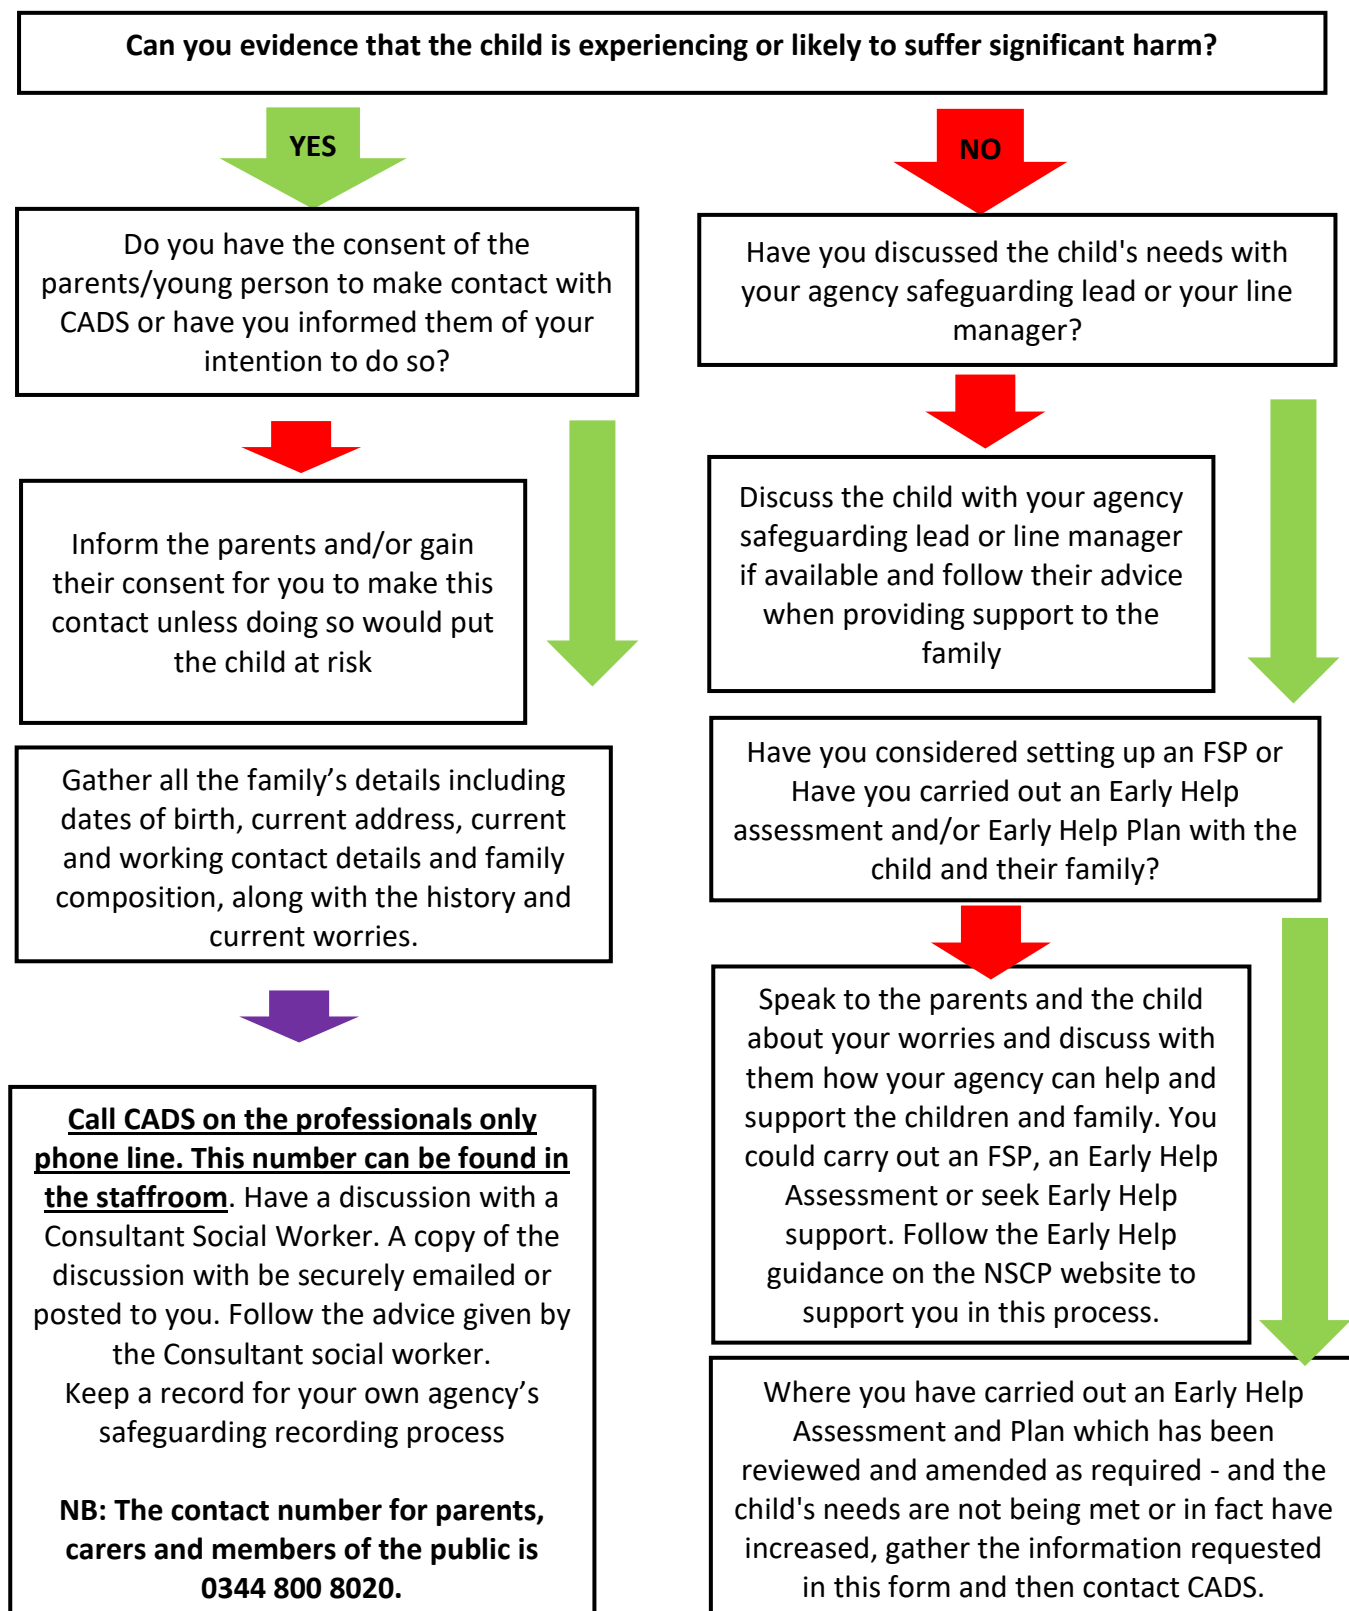 Can you evidence that the child is experiencing or likely to suffer significant harm?
YES
NO
Do you have the consent of the
parents/young person to make contact with
CADS or have you informed them of your
intention to do so?
Have you discussed the child's needs with
your agency safeguarding lead or your line
manager?
Inform the parents and/or gain
their consent for you to make this
contact unless doing so would put
the child at risk
Discuss the child with your agency
safeguarding lead or line manager
if available and follow their advice
when providing support to the
family
Gather all the family’s details including
dates of birth, current address, current
and working contact details and family
composition, along with the history and
current worries.
Have you considered setting up an FSP or
Have you carried out an Early Help
assessment and/or Early Help Plan with the
child and their family?
Call CADS on the professionals only
phone line. This number can be found in
the staffroom. Have a discussion with a
Consultant Social Worker. A copy of the
discussion with be securely emailed or
posted to you. Follow the advice given by
the Consultant social worker.
Keep a record for your own agency’s
safeguarding recording process
NB: The contact number for parents,
carers and members of the public is
0344 800 8020.
Speak to the parents and the child
about your worries and discuss with
them how your agency can help and
support the children and family. You
could carry out an FSP, an Early Help
Assessment or seek Early Help
support. Follow the Early Help
guidance on the NSCP website to
support you in this process.
Where you have carried out an Early Help
Assessment and Plan which has been
reviewed and amended as required - and the
child's needs are not being met or in fact have
increased, gather the information requested
in this form and then contact CADS.